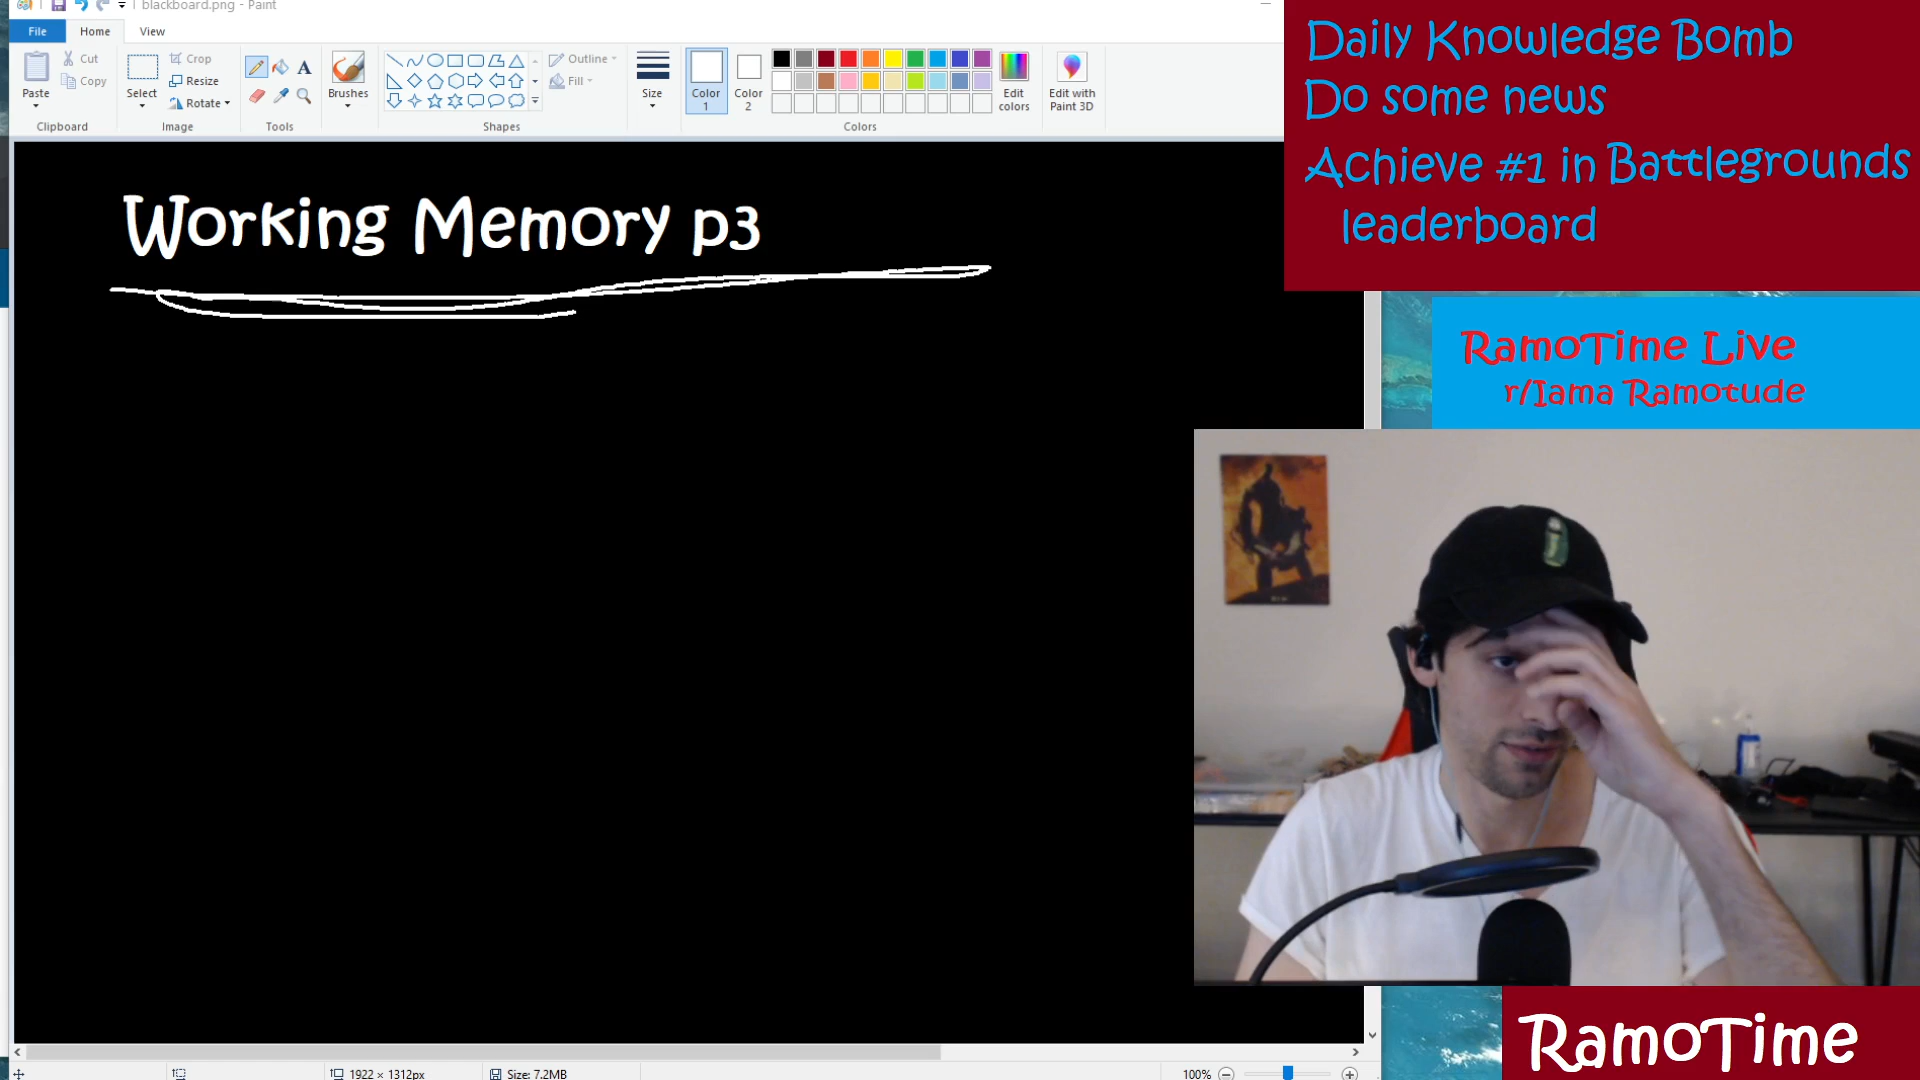 blackboard.png - Paint
File Home View
Paste
Cut
Copy
Clipboard
Select
Crop
Resize
Rotate
Image
Tools
Brushes
Shapes
Outline
Fill
Size
Color 1
Color 2
Colors
Edit colors
Edit with Paint 3D
Working Memory p3
Daily Knowledge Bomb
Do some news
Achieve #1 in Battlegrounds
leaderboard
RamoTime Live
r/Iama Ramotude
RamoTime
1922 × 1312px
Size: 7.2MB
100%